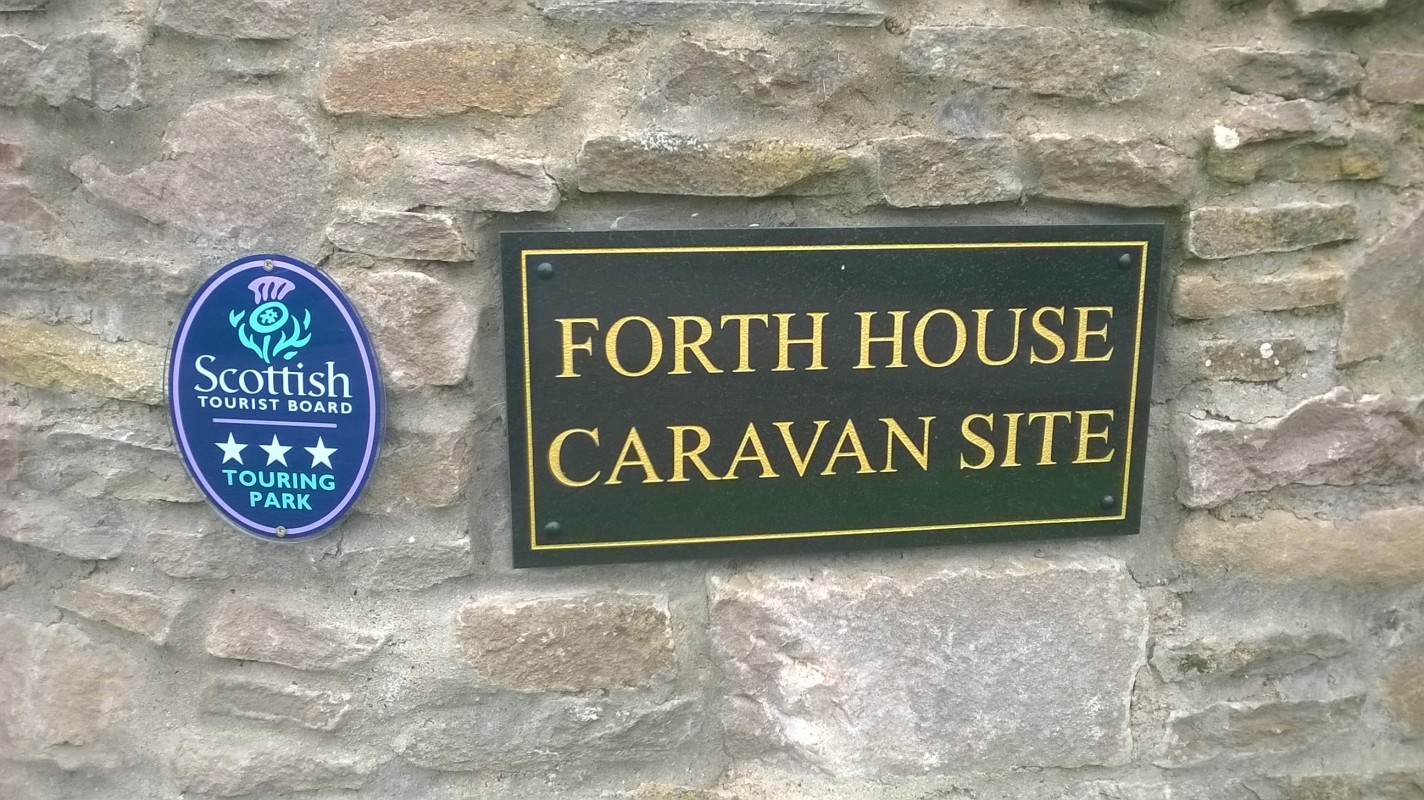 Scottish
TOURIST BOARD
TOURING
PARK
FORTH HOUSE
CARAVAN SITE